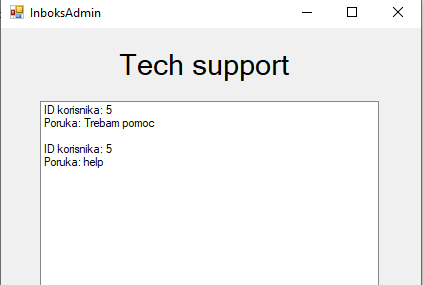 InboksAdmin
Tech support
ID korisnika: 5
Poruka: Trebam pomoc
ID korisnika: 5
Poruka: help